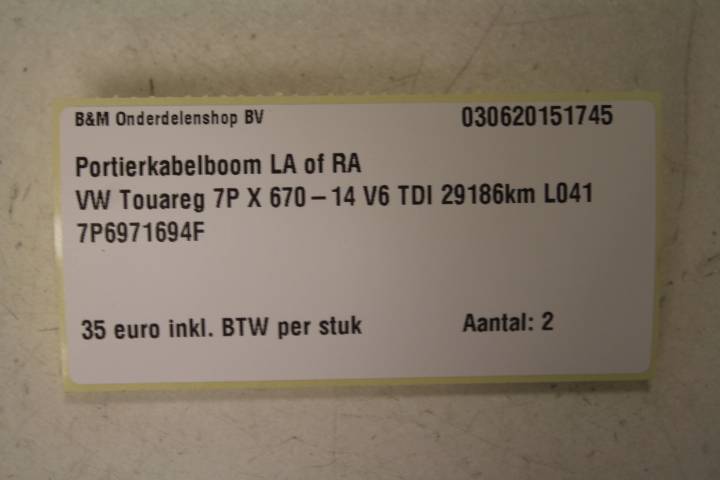 B&M Onderdelenshop BV 030620151745
Portierkabelboom LA of RA
VW Touareg 7P X 670 – 14 V6 TDI 29186km L041
7P6971694F
35 euro inkl. BTW per stuk Aantal: 2